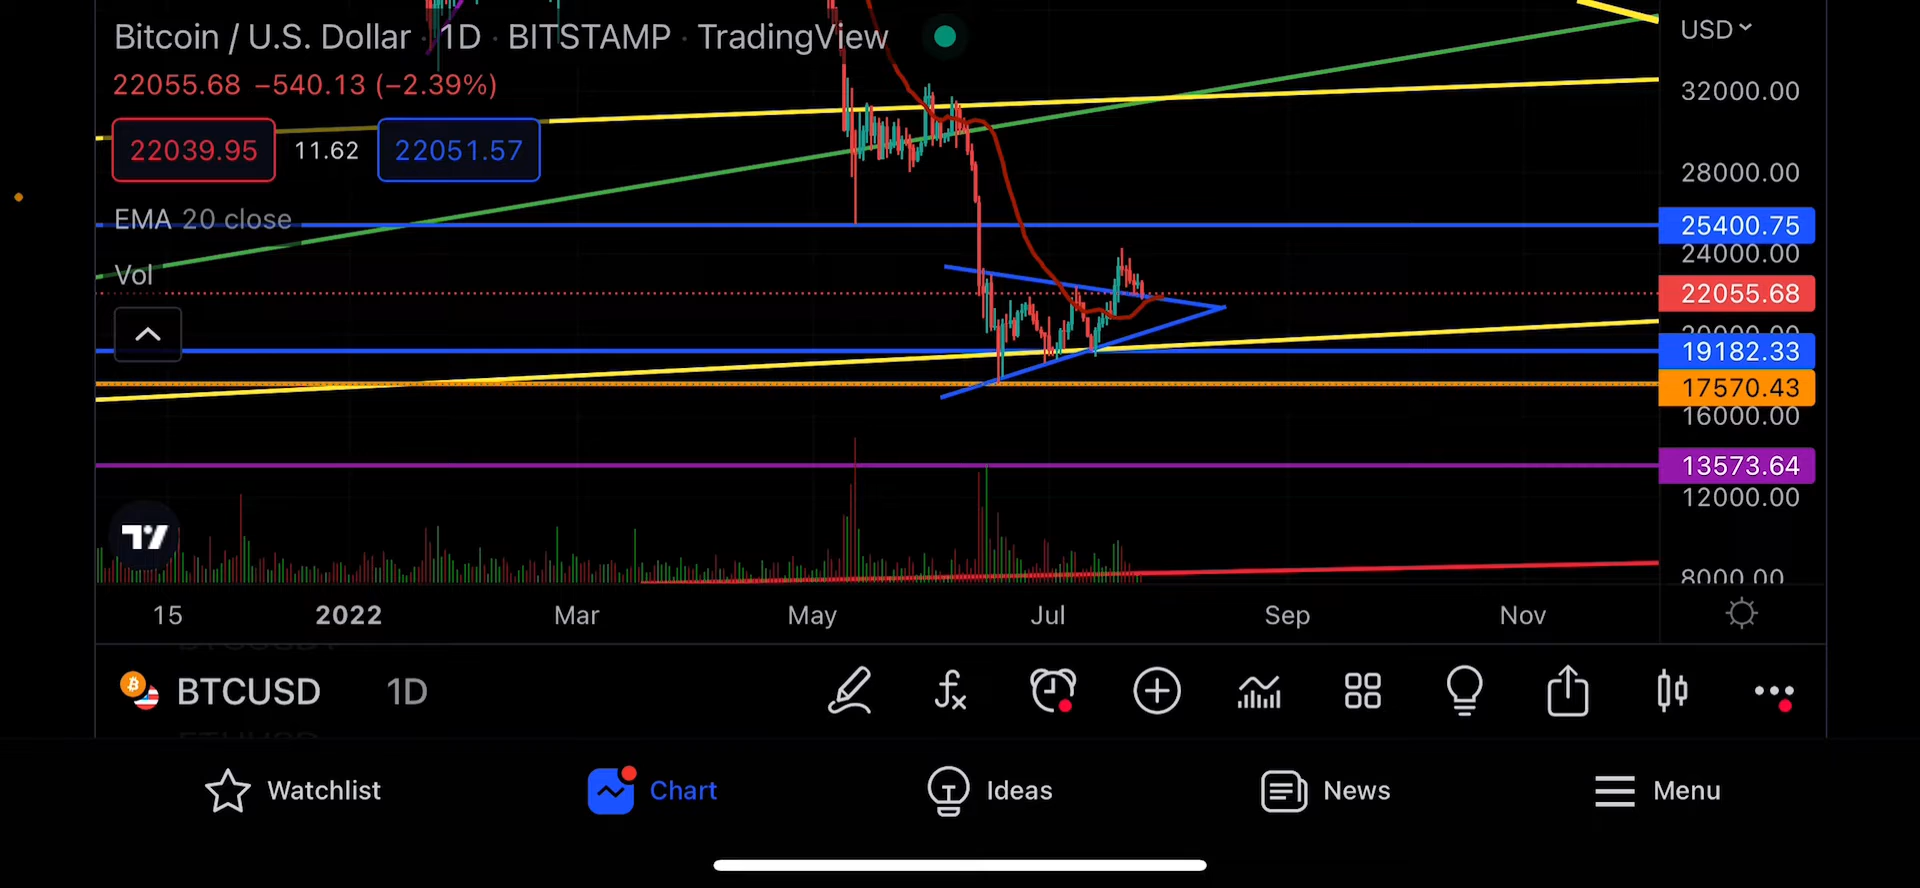 Bitcoin / U.S. Dollar · 1D · BITSTAMP · TradingView
USD
22055.68 −540.13 (−2.39%)
32000.00
22039.95 11.62 22051.57
28000.00
EMA 20 close
25400.75
24000.00
Vol
22055.68
20000.00
19182.33
17570.43
16000.00
13573.64
12000.00
8000.00
15 2022 Mar May Jul Sep Nov
BTCUSD 1D
Watchlist Chart Ideas News Menu